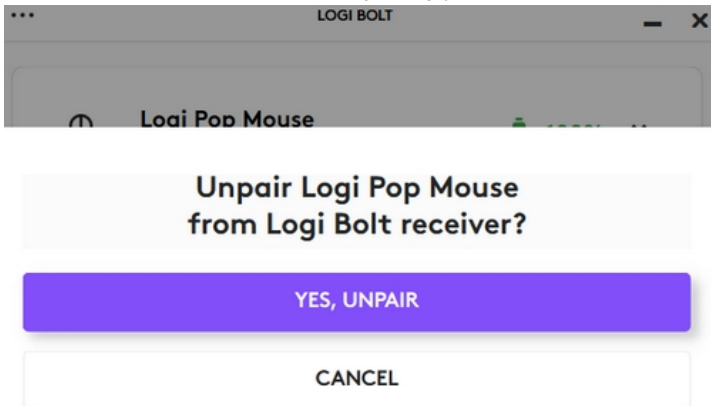 LOGI BOLT
Logi Pop Mouse
Unpair Logi Pop Mouse
from Logi Bolt receiver?
YES, UNPAIR
CANCEL